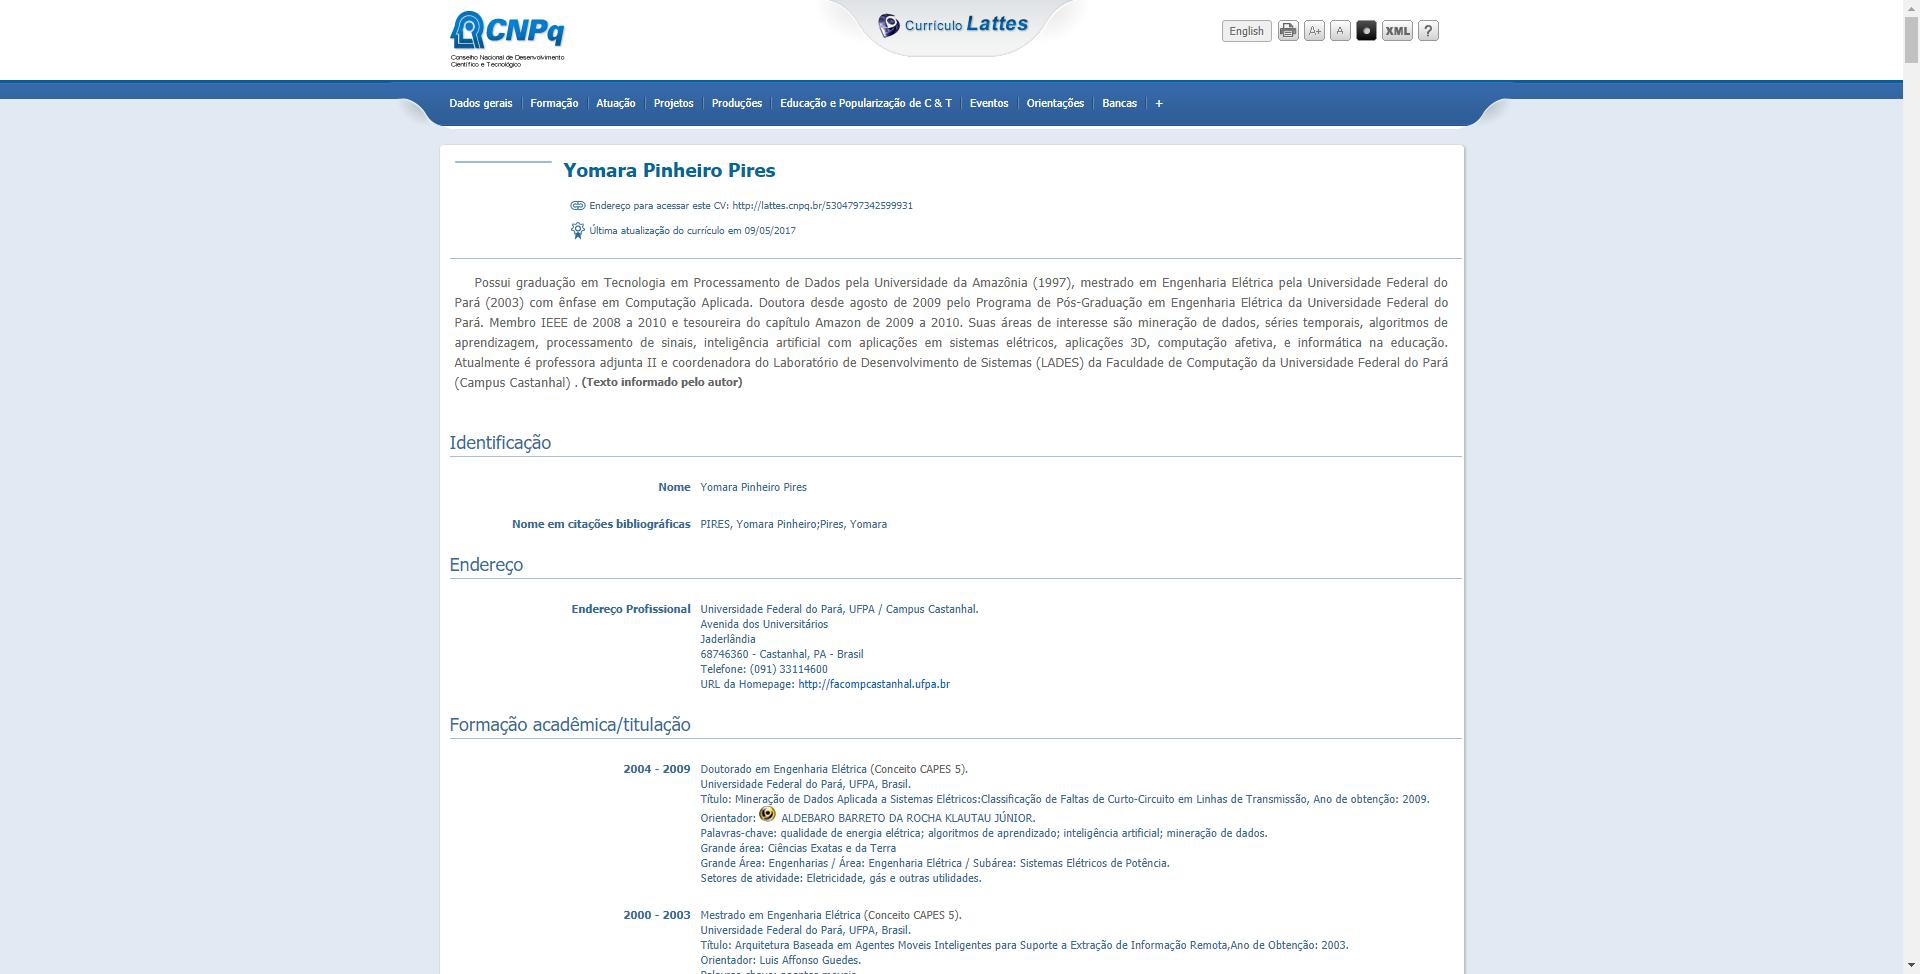 CNPq
Conselho Nacional de Desenvolvimento
Científico e Tecnológico
Currículo Lattes
English
A+
A
XML
?
Dados gerais
Formação
Atuação
Projetos
Produções
Educação e Popularização de C & T
Eventos
Orientações
Bancas
+
Yomara Pinheiro Pires
Endereço para acessar este CV: http://lattes.cnpq.br/5304797342599931
Última atualização do currículo em 09/05/2017
Possui graduação em Tecnologia em Processamento de Dados pela Universidade da Amazônia (1997), mestrado em Engenharia Elétrica pela Universidade Federal do
Pará (2003) com ênfase em Computação Aplicada. Doutora desde agosto de 2009 pelo Programa de Pós-Graduação em Engenharia Elétrica da Universidade Federal do
Pará. Membro IEEE de 2008 a 2010 e tesoureira do capítulo Amazon de 2009 a 2010. Suas áreas de interesse são mineração de dados, séries temporais, algoritmos de
aprendizagem, processamento de sinais, inteligência artificial com aplicações em sistemas elétricos, aplicações 3D, computação afetiva, e informática na educação.
Atualmente é professora adjunta II e coordenadora do Laboratório de Desenvolvimento de Sistemas (LADES) da Faculdade de Computação da Universidade Federal do Pará
(Campus Castanhal) . (Texto informado pelo autor)
Identificação
Nome Yomara Pinheiro Pires
Nome em citações bibliográficas PIRES, Yomara Pinheiro;Pires, Yomara
Endereço
Endereço Profissional Universidade Federal do Pará, UFPA / Campus Castanhal.
Avenida dos Universitários
Jaderlândia
68746360 - Castanhal, PA - Brasil
Telefone: (091) 33114600
URL da Homepage: http://facompcastanhal.ufpa.br
Formação acadêmica/titulação
2004 - 2009 Doutorado em Engenharia Elétrica (Conceito CAPES 5).
Universidade Federal do Pará, UFPA, Brasil.
Título: Mineração de Dados Aplicada a Sistemas Elétricos:Classificação de Faltas de Curto-Circuito em Linhas de Transmissão, Ano de obtenção: 2009.
Orientador: ALDEBARO BARRETO DA ROCHA KLAUTAU JÚNIOR.
Palavras-chave: qualidade de energia elétrica; algoritmos de aprendizado; inteligência artificial; mineração de dados.
Grande área: Ciências Exatas e da Terra
Grande Área: Engenharias / Área: Engenharia Elétrica / Subárea: Sistemas Elétricos de Potência.
Setores de atividade: Eletricidade, gás e outras utilidades.
2000 - 2003 Mestrado em Engenharia Elétrica (Conceito CAPES 5).
Universidade Federal do Pará, UFPA, Brasil.
Título: Arquitetura Baseada em Agentes Moveis Inteligentes para Suporte a Extração de Informação Remota,Ano de Obtenção: 2003.
Orientador: Luis Affonso Guedes.